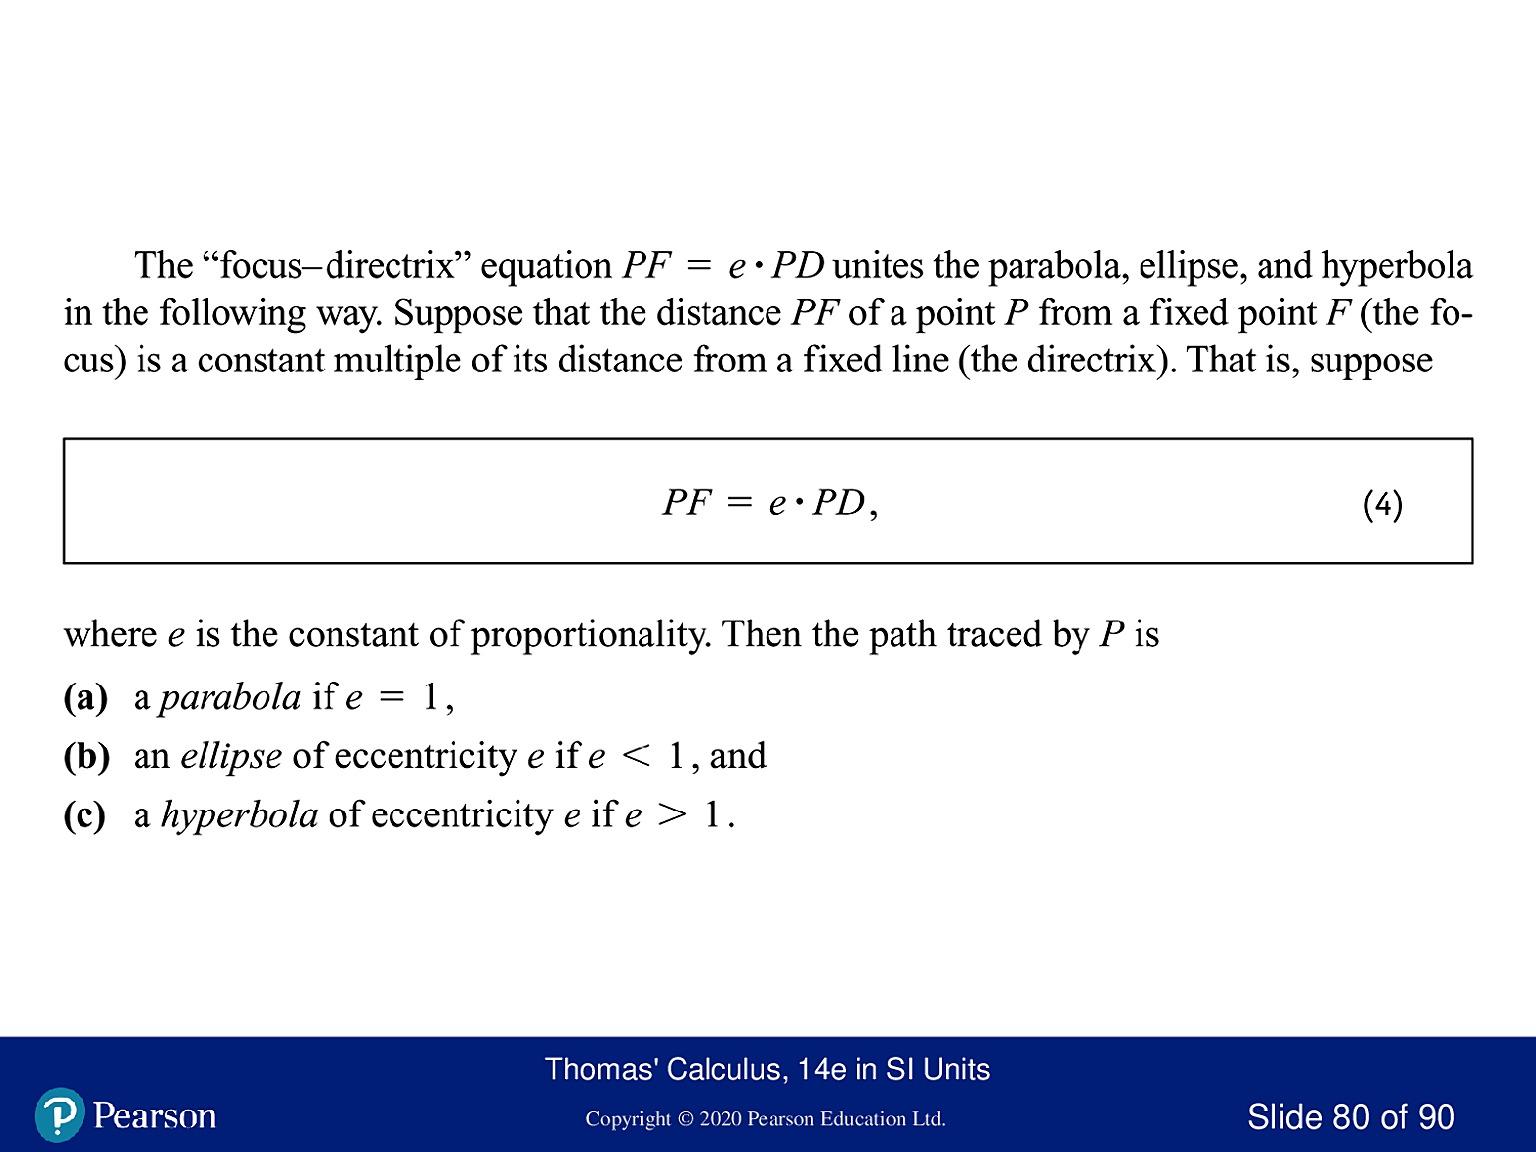 The “focus–directrix” equation PF = e · PD unites the parabola, ellipse, and hyperbola
in the following way. Suppose that the distance PF of a point P from a fixed point F (the fo-
cus) is a constant multiple of its distance from a fixed line (the directrix). That is, suppose
PF = e · PD, (4)
where e is the constant of proportionality. Then the path traced by P is
(a) a parabola if e = 1,
(b) an ellipse of eccentricity e if e < 1, and
(c) a hyperbola of eccentricity e if e > 1.
Thomas' Calculus, 14e in SI Units
P Pearson
Copyright © 2020 Pearson Education Ltd.
Slide 80 of 90